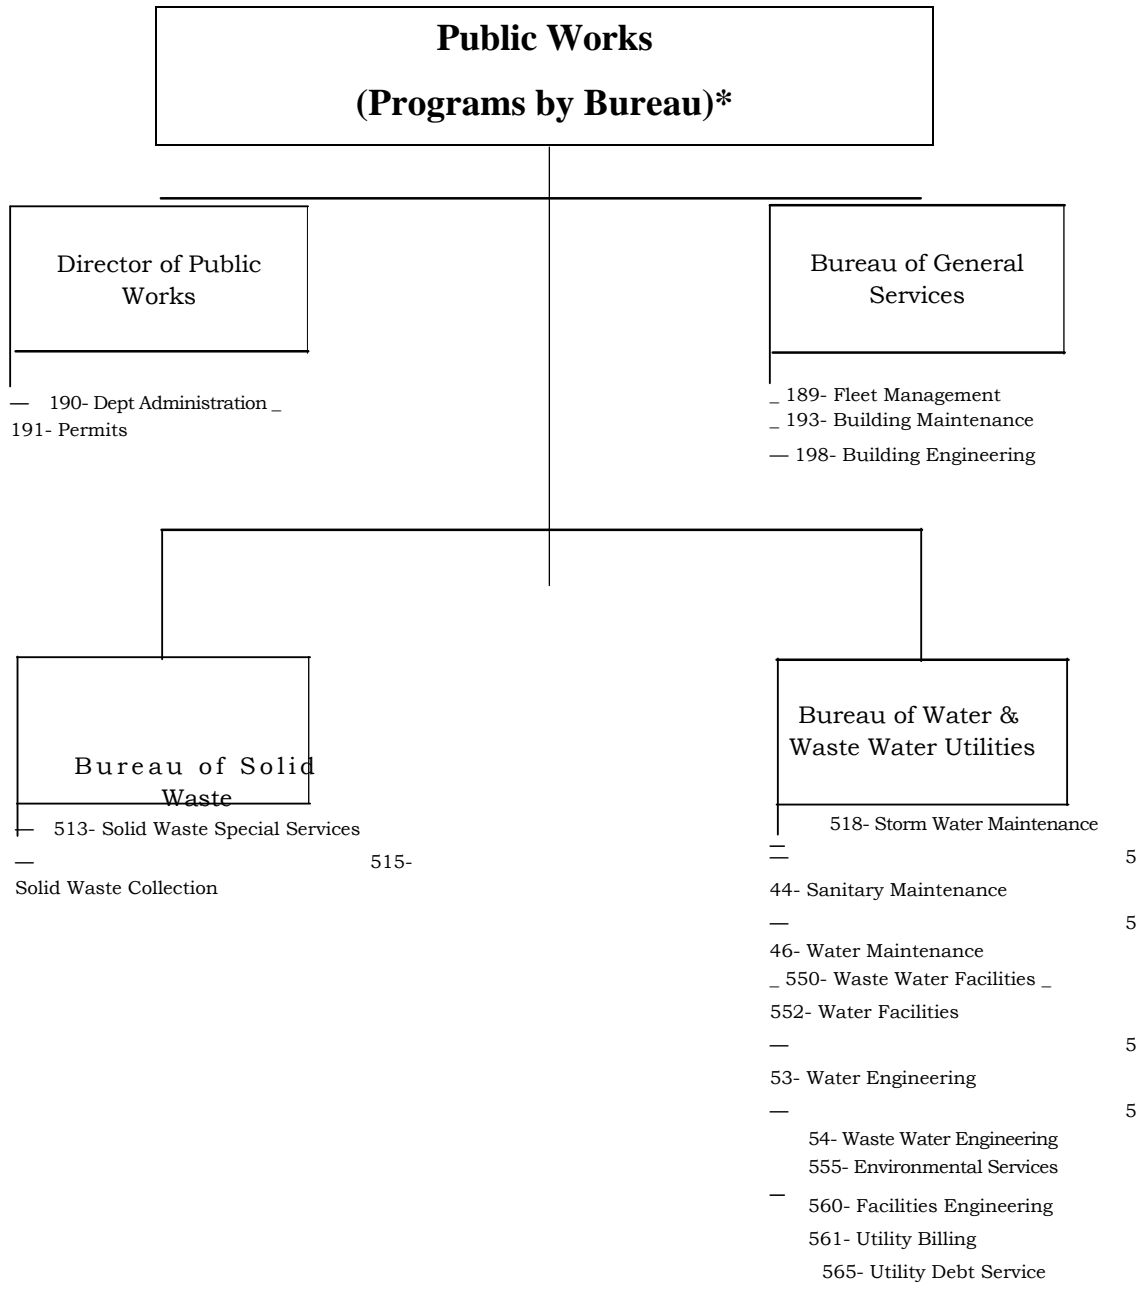 Public Works
(Programs by Bureau)*
Director of Public
Works
— 190- Dept Administration _
191- Permits
Bureau of General
Services
_ 189- Fleet Management
_ 193- Building Maintenance
— 198- Building Engineering
Bureau of Solid
Waste
— 513- Solid Waste Special Services
— 515-
Solid Waste Collection
Bureau of Water &
Waste Water Utilities
518- Storm Water Maintenance
—
— 5
44- Sanitary Maintenance
— 5
46- Water Maintenance
_ 550- Waste Water Facilities _
552- Water Facilities
— 5
53- Water Engineering
— 5
54- Waste Water Engineering
555- Environmental Services
—
560- Facilities Engineering
561- Utility Billing
565- Utility Debt Service